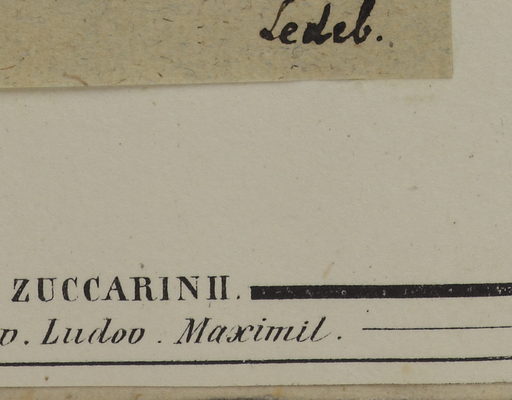 Ledeb.
ZUCCARINII.
v. Ludov. Maximil.